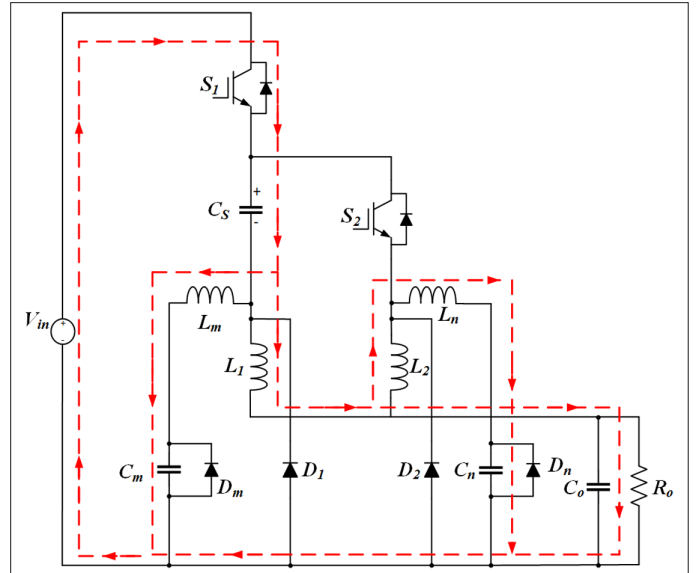 S1
+
CS
-
S2
Vin
+
-
Lm
Ln
L1
L2
Cm
Dm
D1
D2
Cn
Dn
Co
Ro